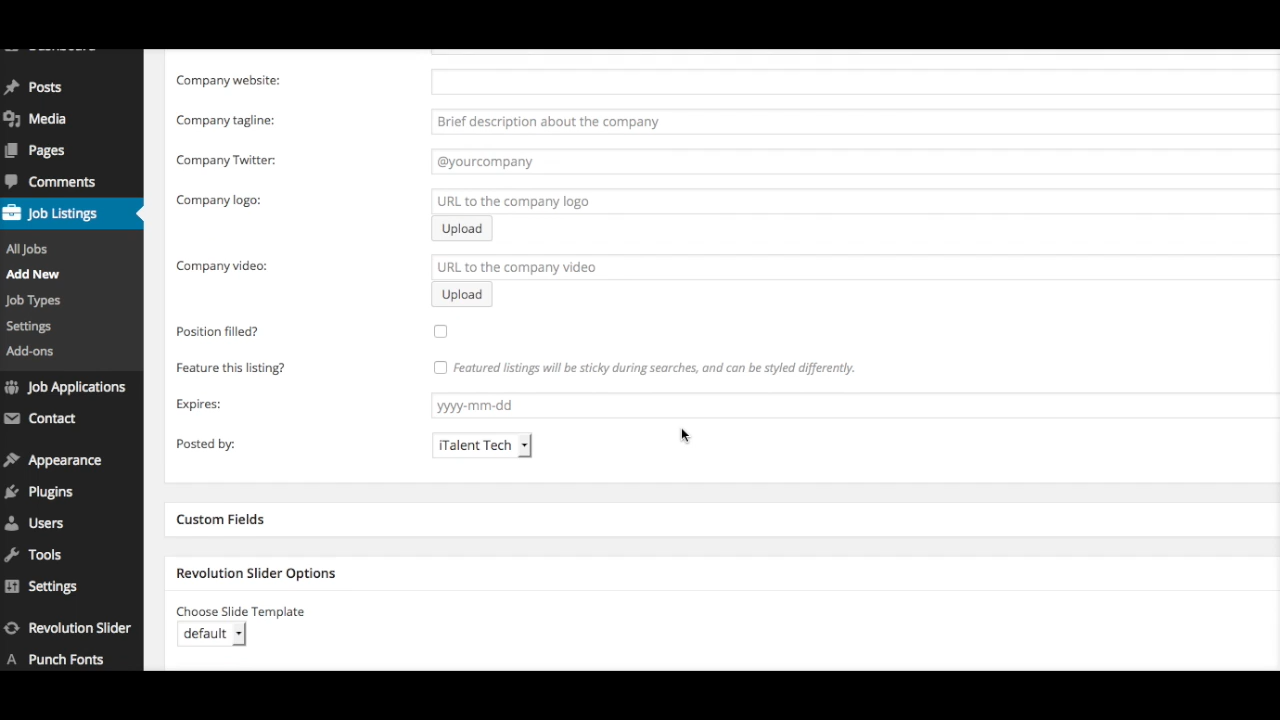 Posts
Media
Pages
Comments
Job Listings
All Jobs
Add New
Job Types
Settings
Add-ons
Job Applications
Contact
Appearance
Plugins
Users
Tools
Settings
Revolution Slider
Punch Fonts
Company website:
Company tagline:
Brief description about the company
Company Twitter:
@yourcompany
Company logo:
URL to the company logo
Upload
Company video:
URL to the company video
Upload
Position filled?
Feature this listing?
Featured listings will be sticky during searches, and can be styled differently.
Expires:
yyyy-mm-dd
Posted by:
iTalent Tech
Custom Fields
Revolution Slider Options
Choose Slide Template
default